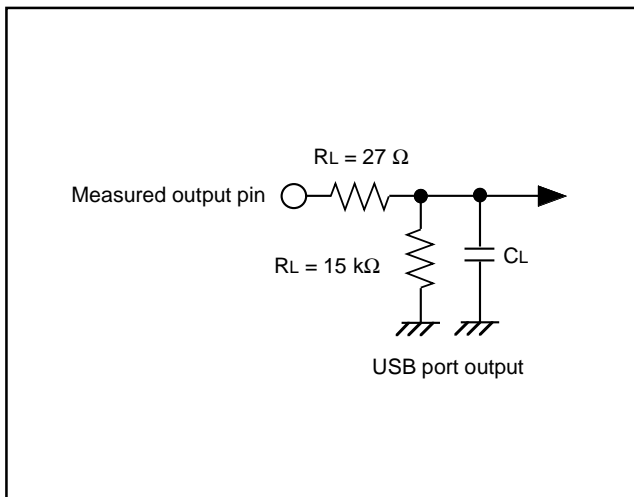 RL = 27 Ω
Measured output pin
RL = 15 kΩ
CL
USB port output